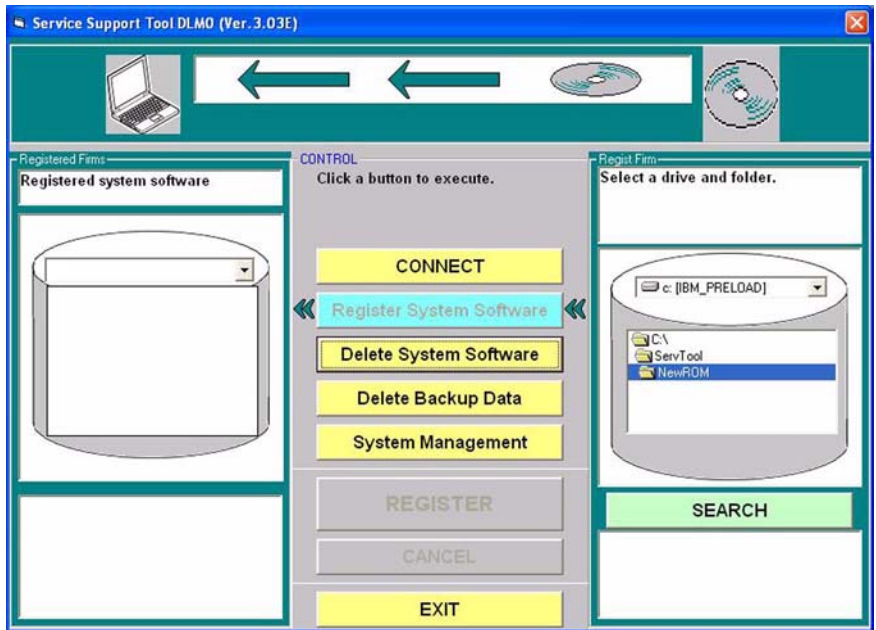 Service Support Tool DLM0 (Ver.3.03E)
Registered Firms
Registered system software
CONTROL
Click a button to execute.
CONNECT
Register System Software
Delete System Software
Delete Backup Data
System Management
REGISTER
CANCEL
EXIT
Regist Firm
Select a drive and folder.
c: [IBM_PRELOAD]
C:\
ServTool
NewROM
SEARCH